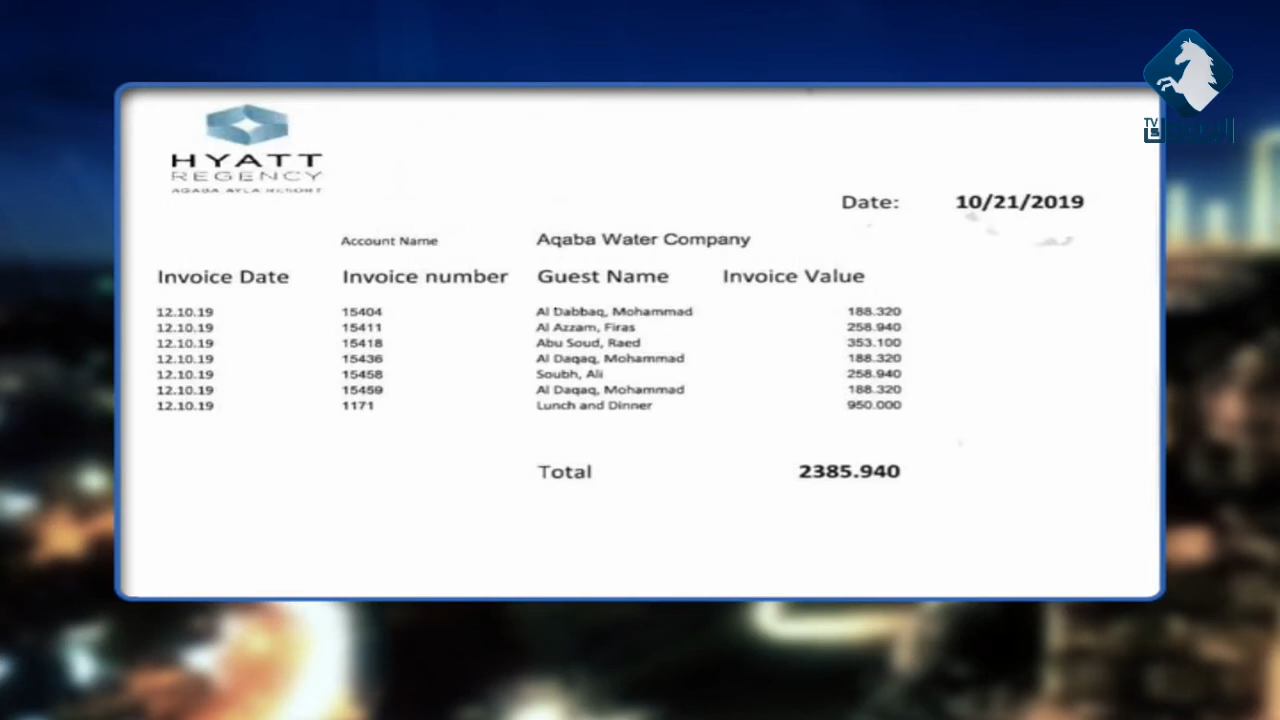 HYATT
REGENCY
AQABA AYLA RESORT
Date: 10/21/2019
Account Name Aqaba Water Company
Invoice Date Invoice number Guest Name Invoice Value
12.10.19 15404 Al Dabbaq, Mohammad 188.320
12.10.19 15411 Al Azzam, Firas 258.940
12.10.19 15418 Abu Soud, Raed 353.100
12.10.19 15436 Al Daqaq, Mohammad 188.320
12.10.19 15458 Soubh, Ali 258.940
12.10.19 15459 Al Daqaq, Mohammad 188.320
12.10.19 1171 Lunch and Dinner 950.000
Total 2385.940
TV